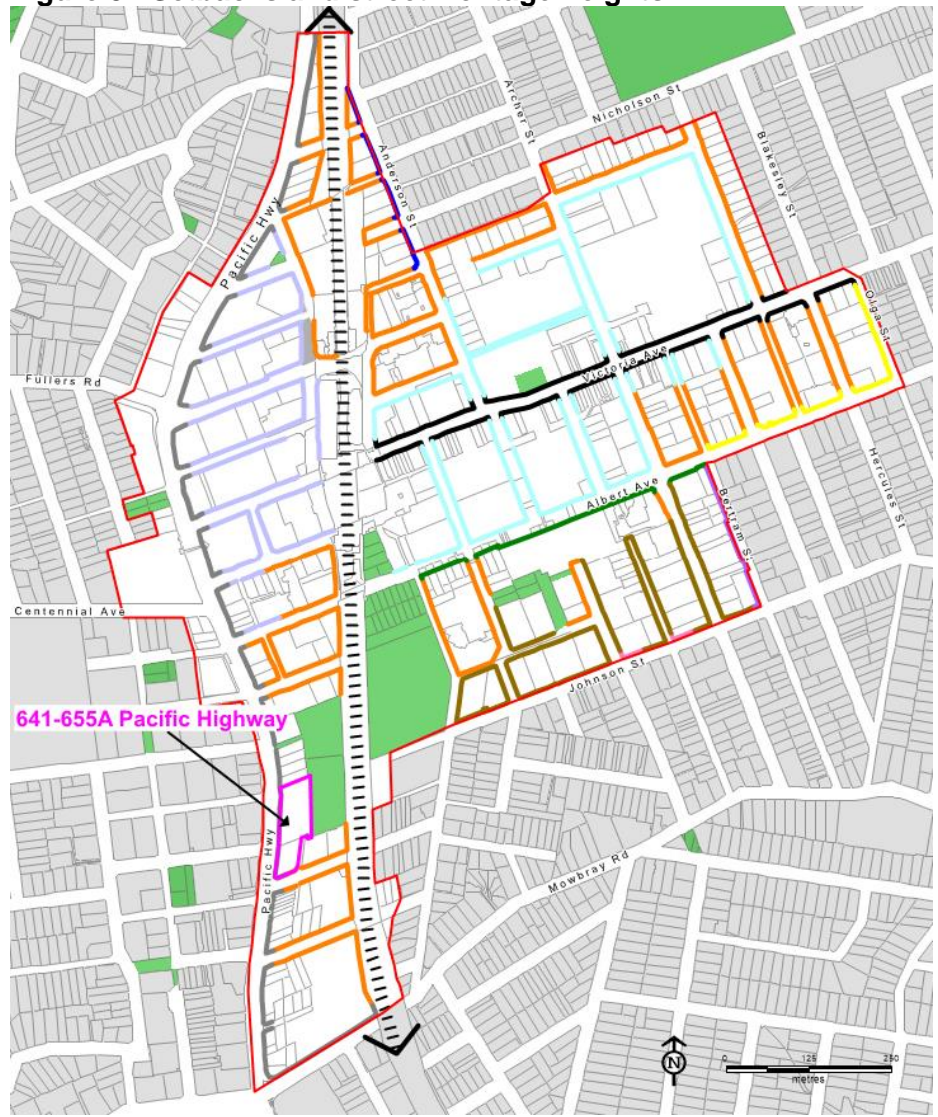 Archer St
Nicholson St
Blakesley St
Anderson St
Pacific Hwy
Olga St
Victoria Ave
Fullers Rd
Hercules St
Albert Ave
Bertram St
Centennial Ave
Johnson St
641-655A Pacific Highway
Pacific Hwy
Mowbray Rd
N
0 125 250
metres